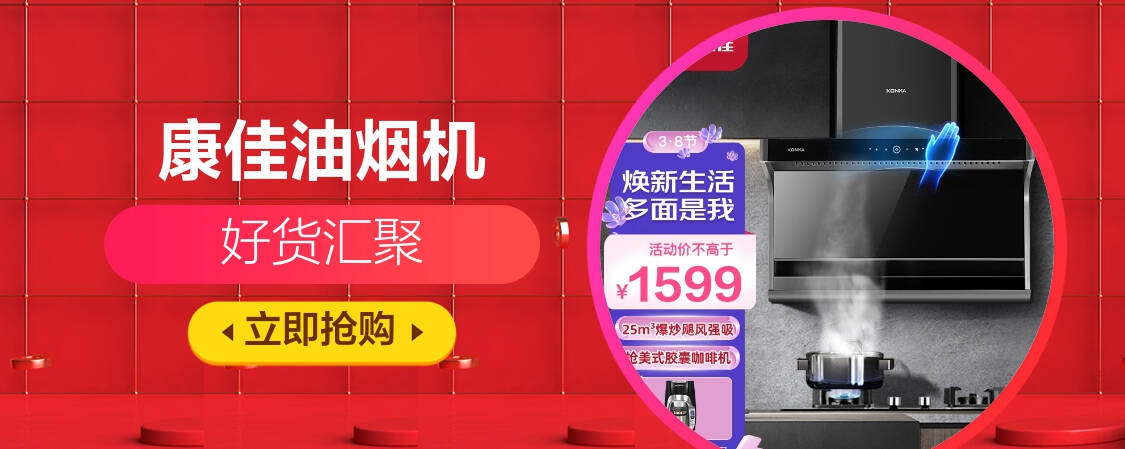 康佳油烟机
好货汇聚
立即抢购
3·8节
焕新生活
多面是我
活动价不高于
¥1599
25m³爆炒飓风强吸
抢美式胶囊咖啡机
KONKA
KONKA